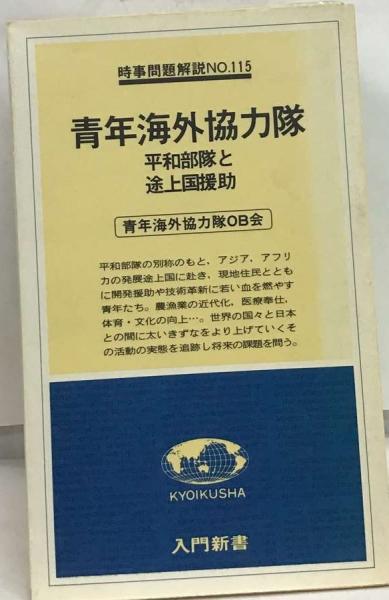 時事問題解説NO.115
青年海外協力隊
平和部隊と
途上国援助
青年海外協力隊OB会
平和部隊の別称のもと、アジア、アフリ
カの発展途上国に赴き、現地住民ととも
に開発援助や技術革新に若い血を燃やす
青年たち。農漁業の近代化、医療奉仕、
体育・文化の向上…。世界の国々と日本
との間に太いきずなをより上げていくそ
の活動の実態を追跡し将来の課題を問う。
KYOIKUSHA
入門新書